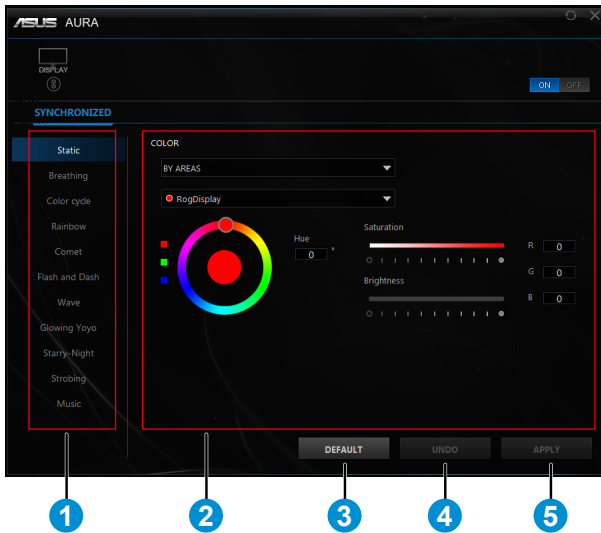 ASUS AURA
DISPLAY
ON OFF
SYNCHRONIZED
Static
Breathing
Color cycle
Rainbow
Comet
Flash and Dash
Wave
Glowing Yoyo
Starry-Night
Strobing
Music
COLOR
BY AREAS
RogDisplay
Hue
0 °
Saturation
Brightness
R 0
G 0
B 0
DEFAULT UNDO APPLY
1 2 3 4 5